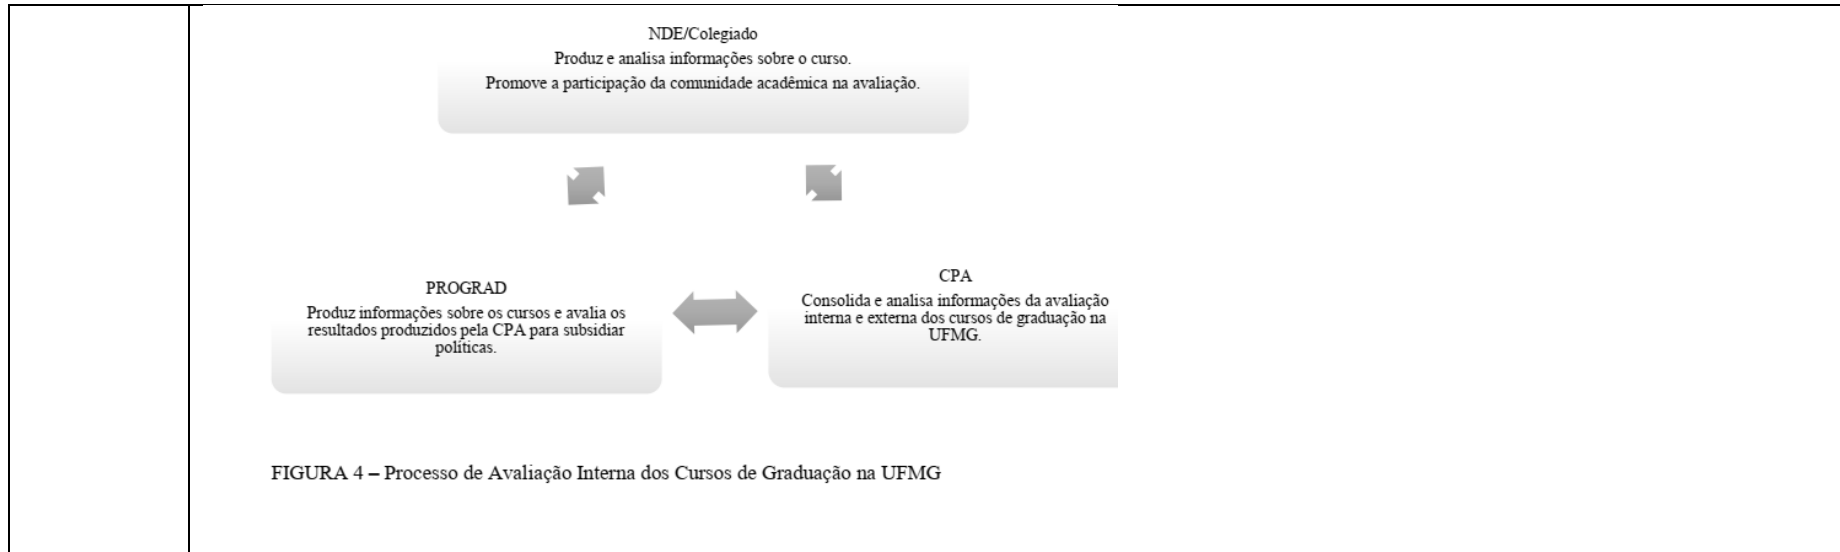 NDE/Colegiado
Produz e analisa informações sobre o curso.
Promove a participação da comunidade acadêmica na avaliação.
PROGRAD
Produz informações sobre os cursos e avalia os
resultados produzidos pela CPA para subsidiar
políticas.
CPA
Consolida e analisa informações da avaliação
interna e externa dos cursos de graduação na
UFMG.
FIGURA 4 – Processo de Avaliação Interna dos Cursos de Graduação na UFMG